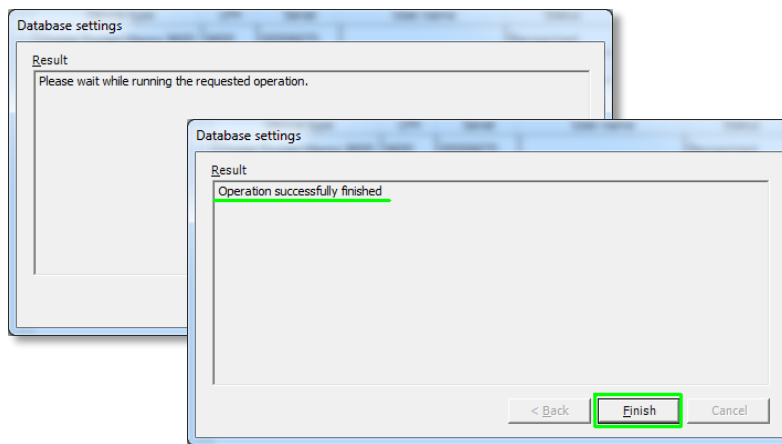 Database settings
Result
Please wait while running the requested operation.
Database settings
Result
Operation successfully finished
< Back
Finish
Cancel